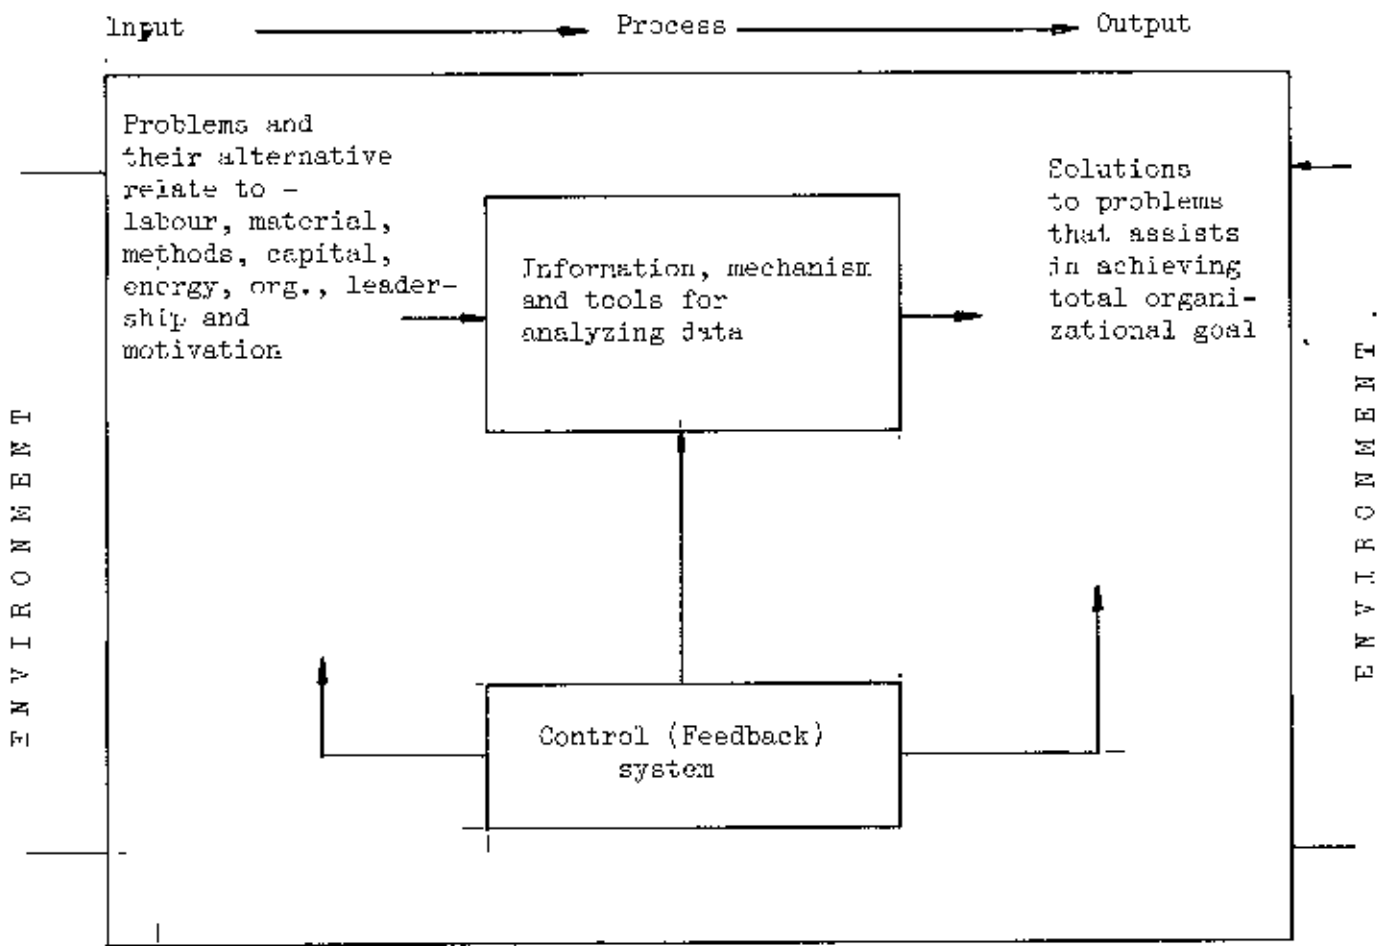 Input Process Output
Problems and
their alternative
relate to -
labour, material,
methods, capital,
energy, org., leader-
ship and
motivation
Information, mechanism
and tools for
analyzing data
Solutions
to problems
that assists
in achieving
total organi-
zational goal
Control (Feedback)
system
ENVIRONMENT
ENVIRONMENT